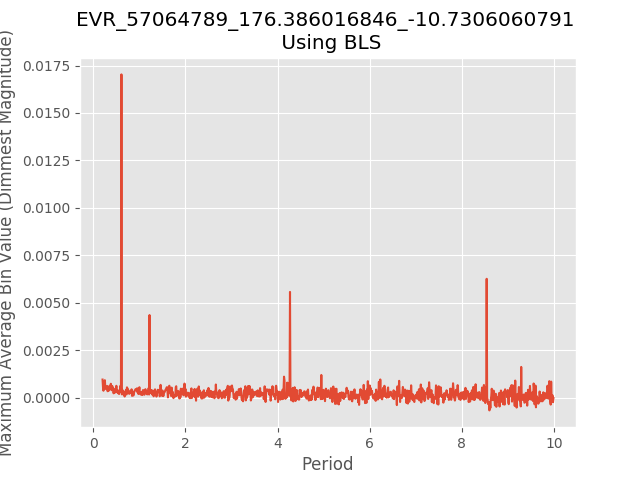 EVR_57064789_176.386016846_-10.7306060791
Using BLS
Maximum Average Bin Value (Dimmest Magnitude)
0.0175
0.0150
0.0125
0.0100
0.0075
0.0050
0.0025
0.0000
0 2 4 6 8 10
Period